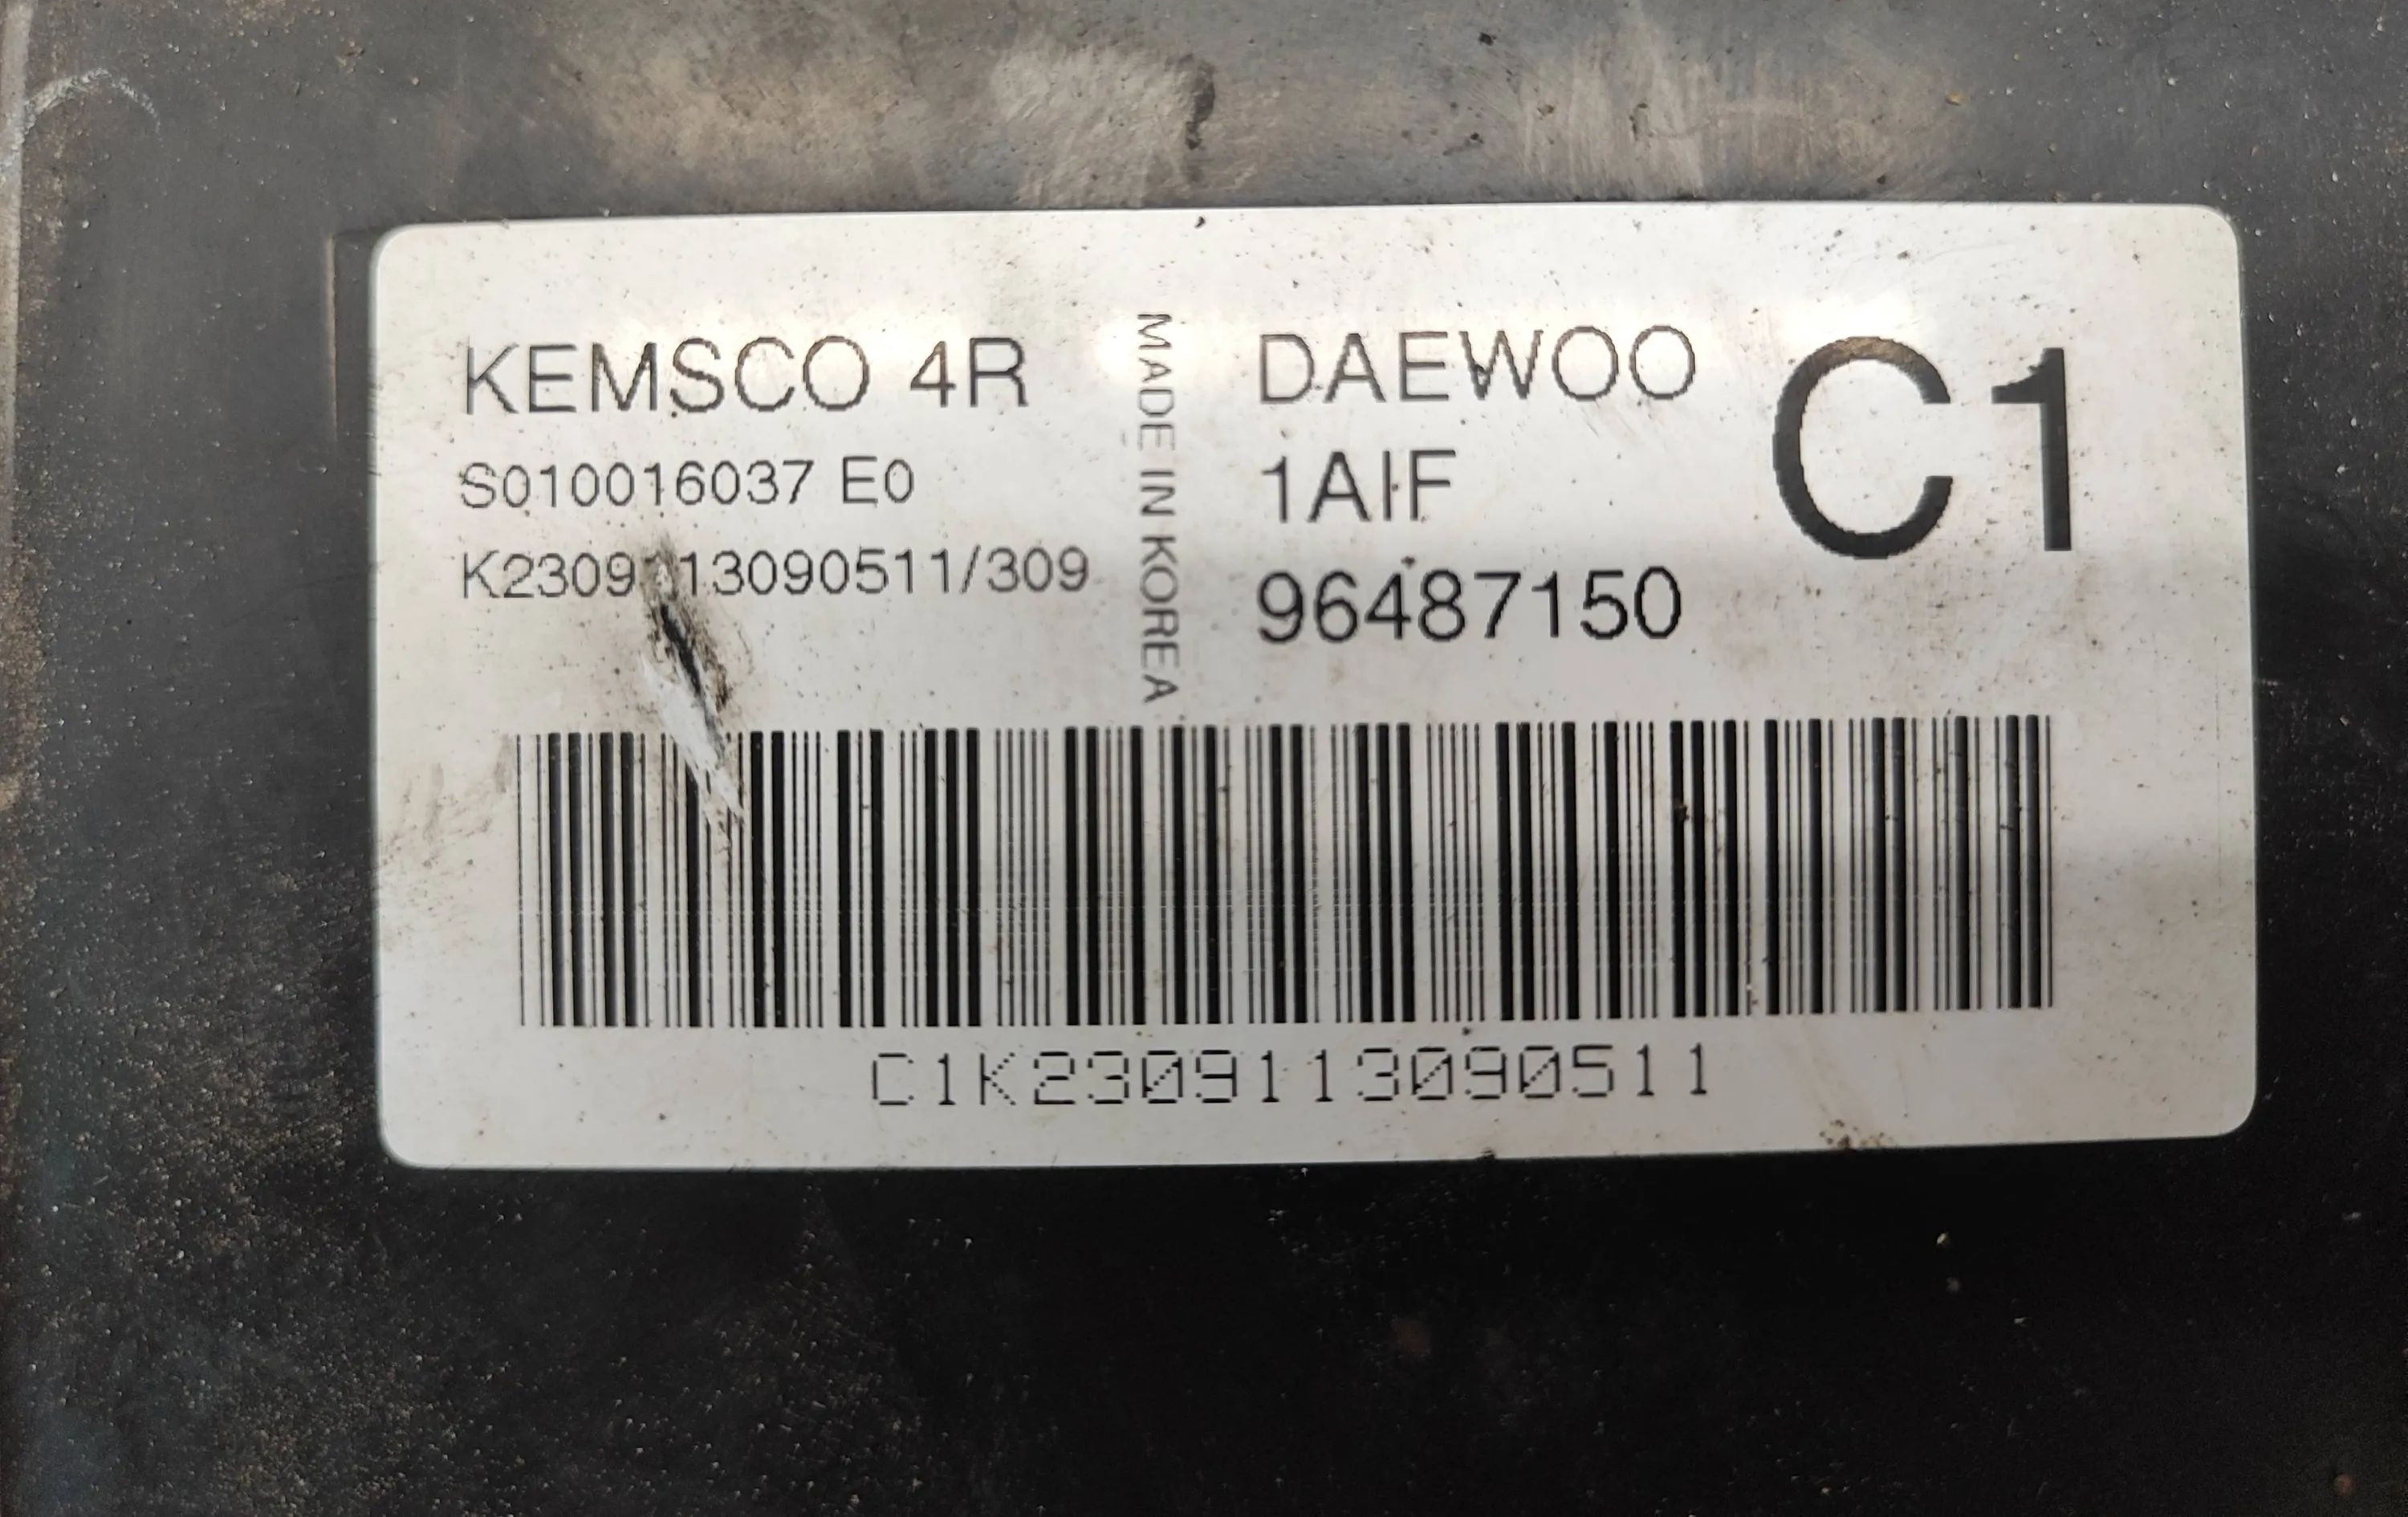 KEMSCO 4R
S010016037 E0
K2309113090511/309
MADE IN KOREA
DAEWOO
1AIF
96487150
C1
C1K2309113090511